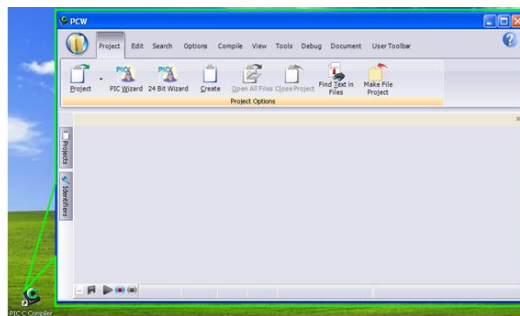 PCW
Project Edit Search Options Compile View Tools Debug Document User Toolbar
Project PIC Wizard 24 Bit Wizard Create Open All Files Close Project Find Text in Files Make File Project
Project Options
Projects
Identifiers
PIC C Compiler